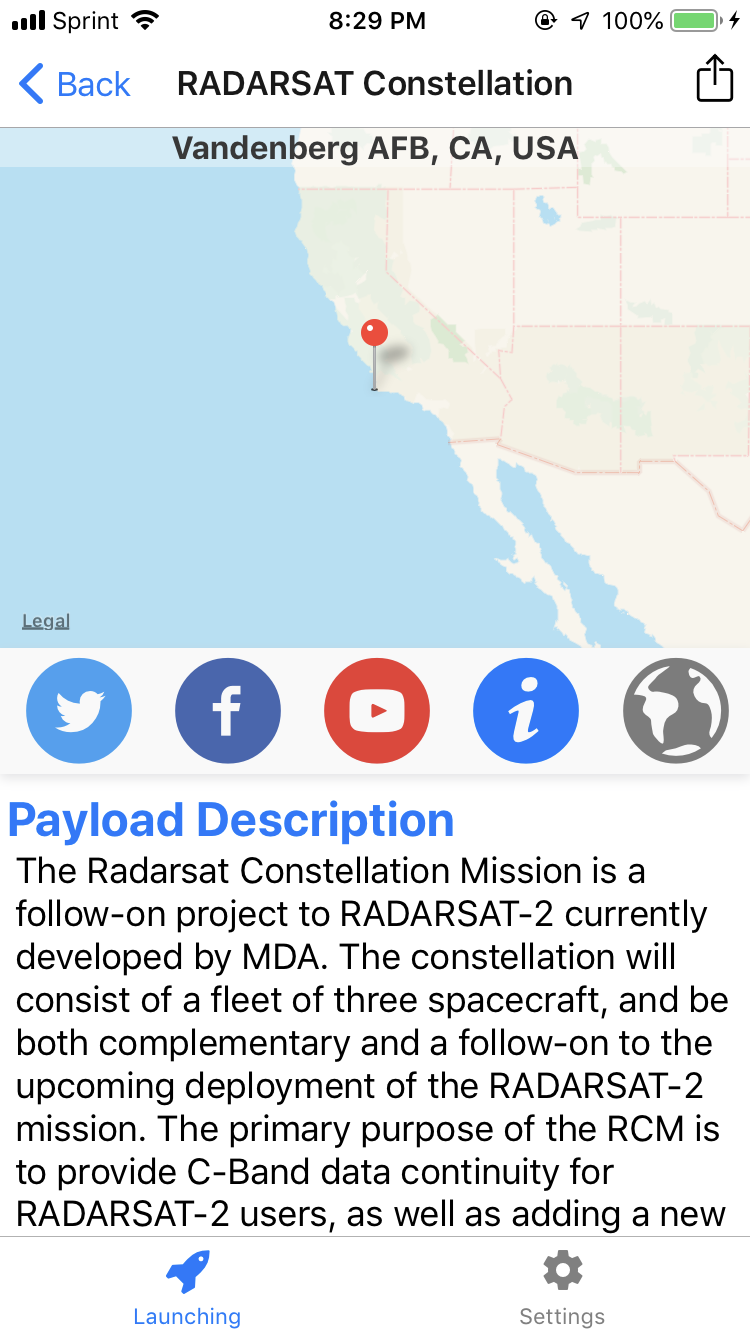 Sprint 8:29 PM 100%
Back RADARSAT Constellation
Vandenberg AFB, CA, USA
Legal
Payload Description
The Radarsat Constellation Mission is a
follow-on project to RADARSAT-2 currently
developed by MDA. The constellation will
consist of a fleet of three spacecraft, and be
both complementary and a follow-on to the
upcoming deployment of the RADARSAT-2
mission. The primary purpose of the RCM is
to provide C-Band data continuity for
RADARSAT-2 users, as well as adding a new
Launching Settings